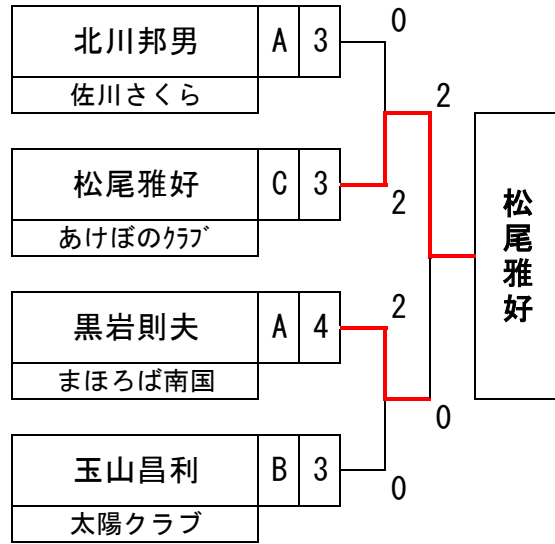 北川邦男 A 3
佐川さくら
0
2
松尾雅好 C 3
あけぼのｸﾗﾌﾞ
2
松尾雅好
黒岩則夫 A 4
まほろば南国
2
0
玉山昌利 B 3
太陽クラブ
0